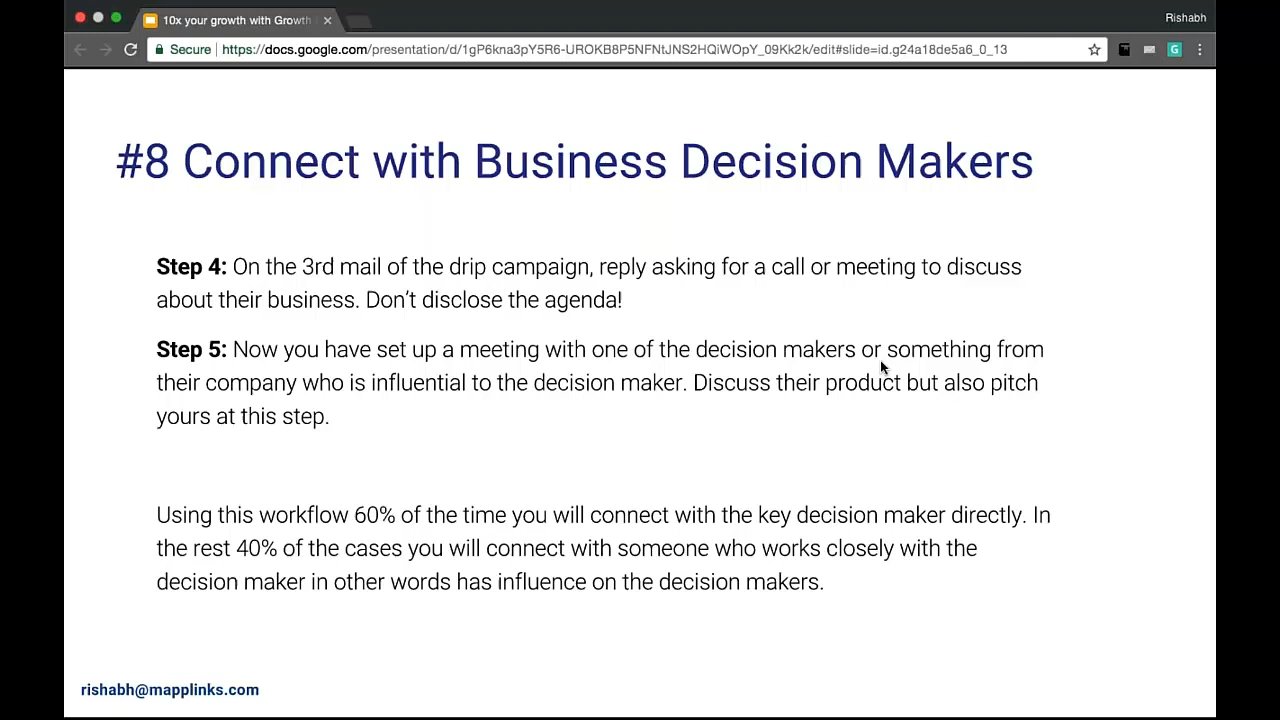 10x your growth with Growth
Rishabh
Secure
https://docs.google.com/presentation/d/1gP6kna3pY5R6-UROKB8P5NFNtJNS2HQiWOpY_09Kk2k/edit#slide=id.g24a18de5a6_0_13
#8 Connect with Business Decision Makers
Step 4: On the 3rd mail of the drip campaign, reply asking for a call or meeting to discuss
about their business. Don’t disclose the agenda!
Step 5: Now you have set up a meeting with one of the decision makers or something from
their company who is influential to the decision maker. Discuss their product but also pitch
yours at this step.
Using this workflow 60% of the time you will connect with the key decision maker directly. In
the rest 40% of the cases you will connect with someone who works closely with the
decision maker in other words has influence on the decision makers.
rishabh@mapplinks.com